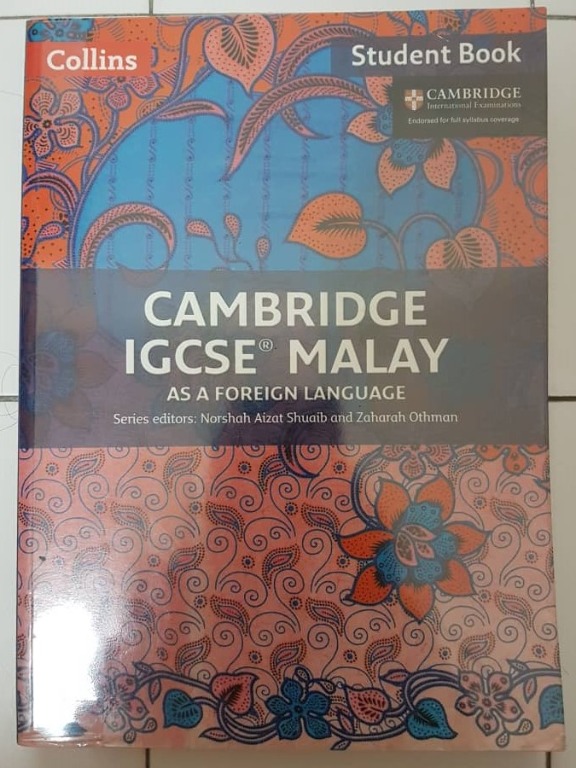 Collins
Student Book
CAMBRIDGE
International Examinations
Endorsed for full syllabus coverage
CAMBRIDGE
IGCSE® MALAY
AS A FOREIGN LANGUAGE
Series editors: Norshah Aizat Shuaib and Zaharah Othman